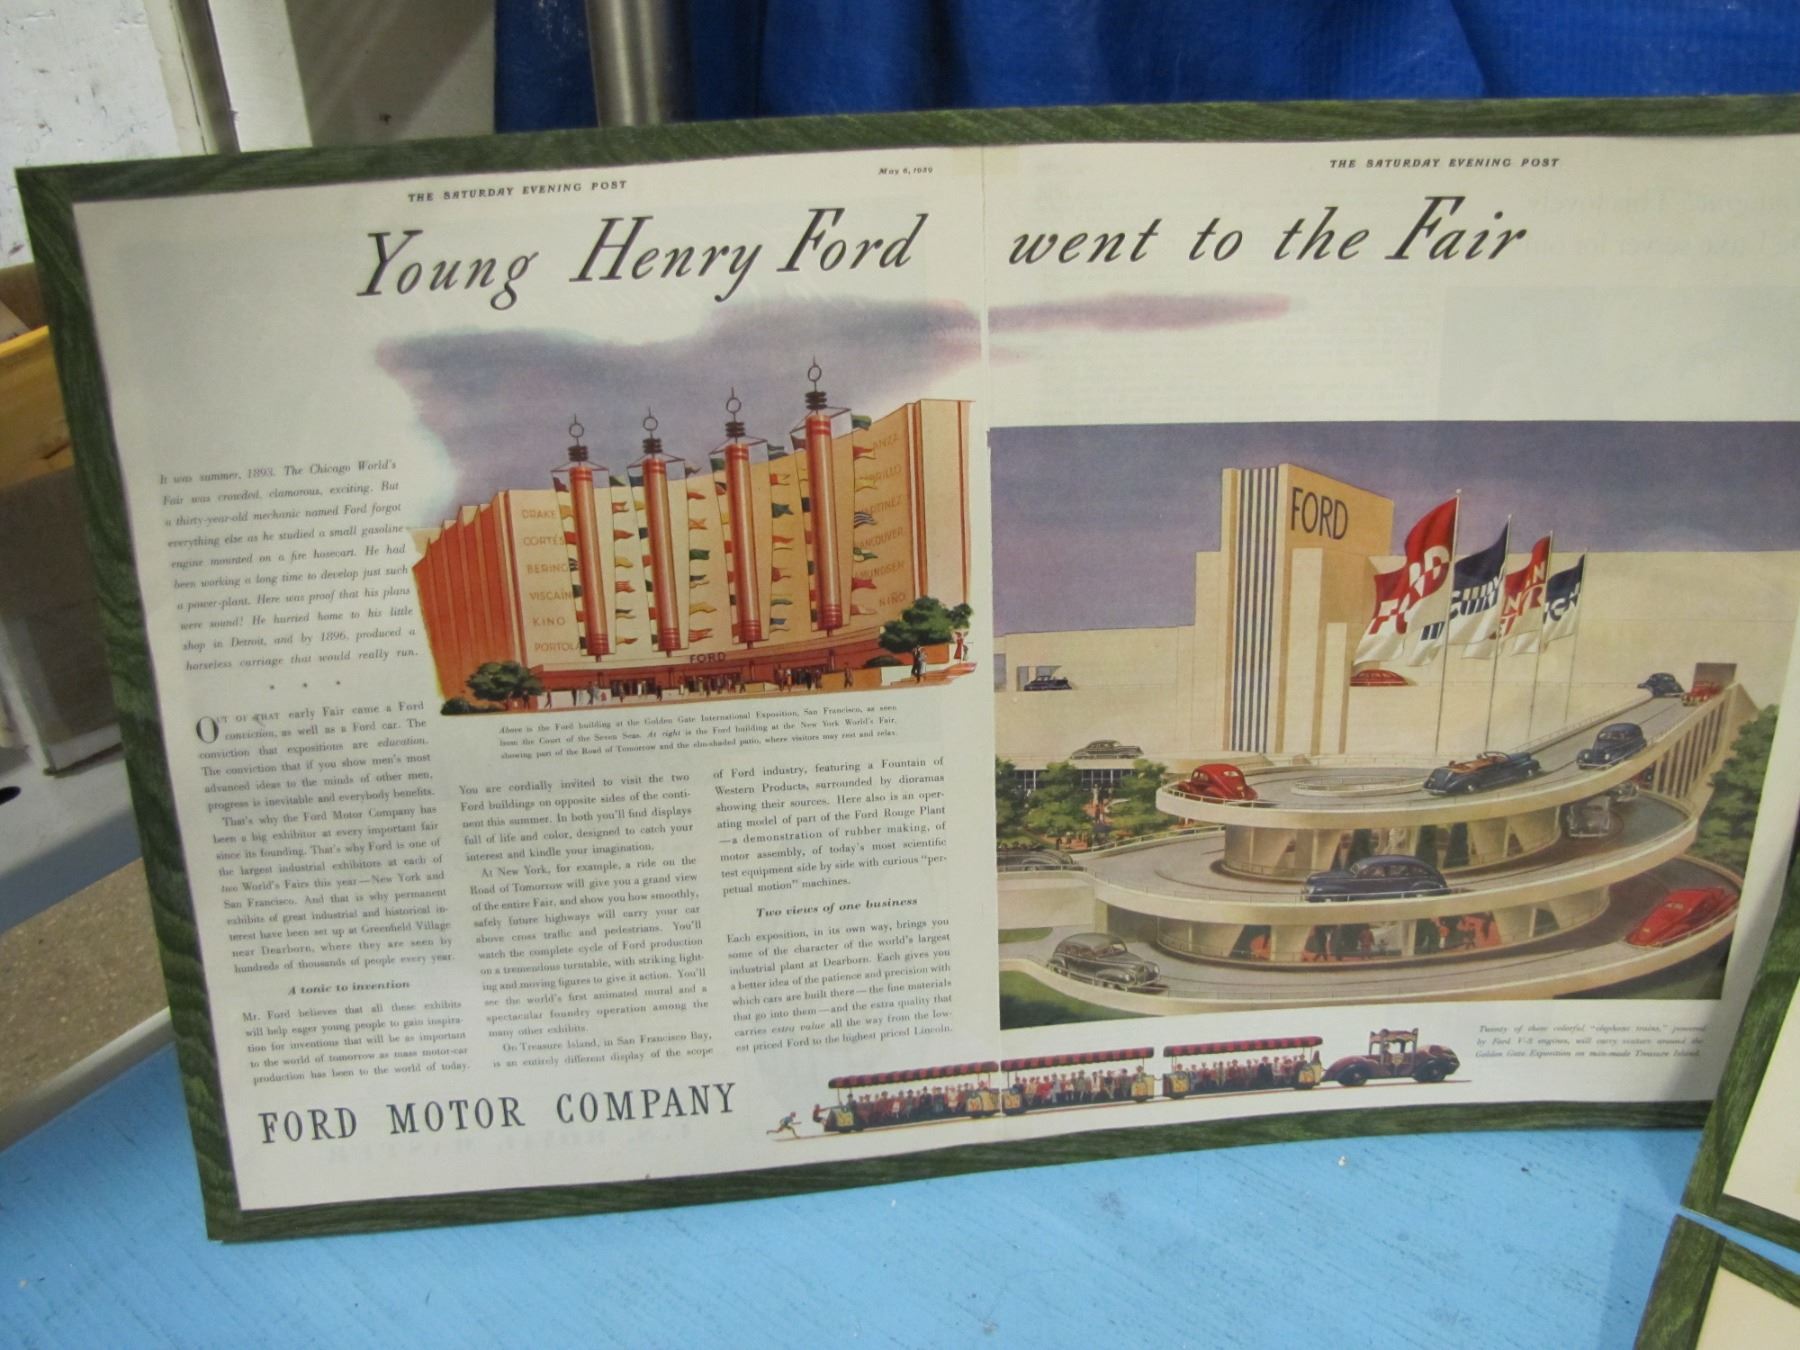 THE SATURDAY EVENING POST
May 6, 1939
THE SATURDAY EVENING POST
Young Henry Ford went to the Fair
It was summer, 1893. The Chicago World's
Fair was crowded, clamorous, exciting. But
a thirty-year-old mechanic named Ford forgot
everything else as he studied a small gasoline
engine mounted on a fire hosecart. He had
been working a long time to develop just such
a power-plant. Here was proof that his plans
were sound! He hurried home to his little
shop in Detroit, and by 1896, produced a
horseless carriage that would really run.
* * *
OUT OF THAT early Fair came a Ford
conviction, as well as a Ford car. The
conviction that expositions are education.
The conviction that if you show men's most
advanced ideas to the minds of other men,
progress is inevitable and everybody benefits.
That's why the Ford Motor Company has
been a big exhibitor at every important fair
since its founding. That's why Ford is one of
the largest industrial exhibitors at each of
two World's Fairs this year—New York and
San Francisco. And that is why permanent
exhibits of great industrial and historical in-
terest have been set up at Greenfield Village
near Dearborn, where they are seen by
hundreds of thousands of people every year.
A tonic to invention
Mr. Ford believes that all these exhibits
will help eager young people to gain inspira-
tion for inventions that will be as important
to the world of tomorrow as mass motor-car
production has been to the world of today.
DRAKE
CORTÉS
BERING
VISCAIN
KINO
PORTOLA
ANZA
RILLO
MARTINEZ
VANCOUVER
AMUNDSEN
NIÑO
FORD
Above is the Ford building at the Golden Gate International Exposition, San Francisco, as seen
from the Court of the Seven Seas. At right is the Ford building at the New York World's Fair,
showing part of the Road of Tomorrow and the elm-shaded patio, where visitors may rest and relax.
You are cordially invited to visit the two
Ford buildings on opposite sides of the conti-
nent this summer. In both you'll find displays
full of life and color, designed to catch your
interest and kindle your imagination.
At New York, for example, a ride on the
Road of Tomorrow will give you a grand view
of the entire Fair, and show you how smoothly,
safely future highways will carry your car
above cross traffic and pedestrians. You'll
watch the complete cycle of Ford production
on a tremendous turntable, with striking light-
ing and moving figures to give it action. You'll
see the world's first animated mural and a
spectacular foundry operation among the
many other exhibits.
On Treasure Island, in San Francisco Bay,
is an entirely different display of the scope
of Ford industry, featuring a Fountain of
Western Products, surrounded by dioramas
showing their sources. Here also is an oper-
ating model of part of the Ford Rouge Plant
—a demonstration of rubber making, of
motor assembly, of today's most scientific
test equipment side by side with curious "per-
petual motion" machines.
Two views of one business
Each exposition, in its own way, brings you
some of the character of the world's largest
industrial plant at Dearborn. Each gives you
a better idea of the patience and precision with
which cars are built there—the fine materials
that go into them—and the extra quality that
carries extra value all the way from the low-
est priced Ford to the highest priced Lincoln.
FORD MOTOR COMPANY
FORD
FORD
Twenty of these colorful "elephant trains," powered
by Ford V-8 engines, will carry visitors around the
Golden Gate Exposition on man-made Treasure Island.